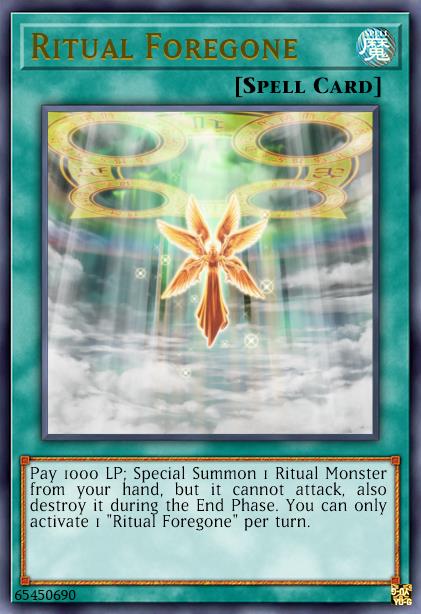 Ritual Foregone
SPELL
魔
[Spell Card]
Pay 1000 LP; Special Summon 1 Ritual Monster
from your hand, but it cannot attack, also
destroy it during the End Phase. You can only
activate 1 "Ritual Foregone" per turn.
65450690